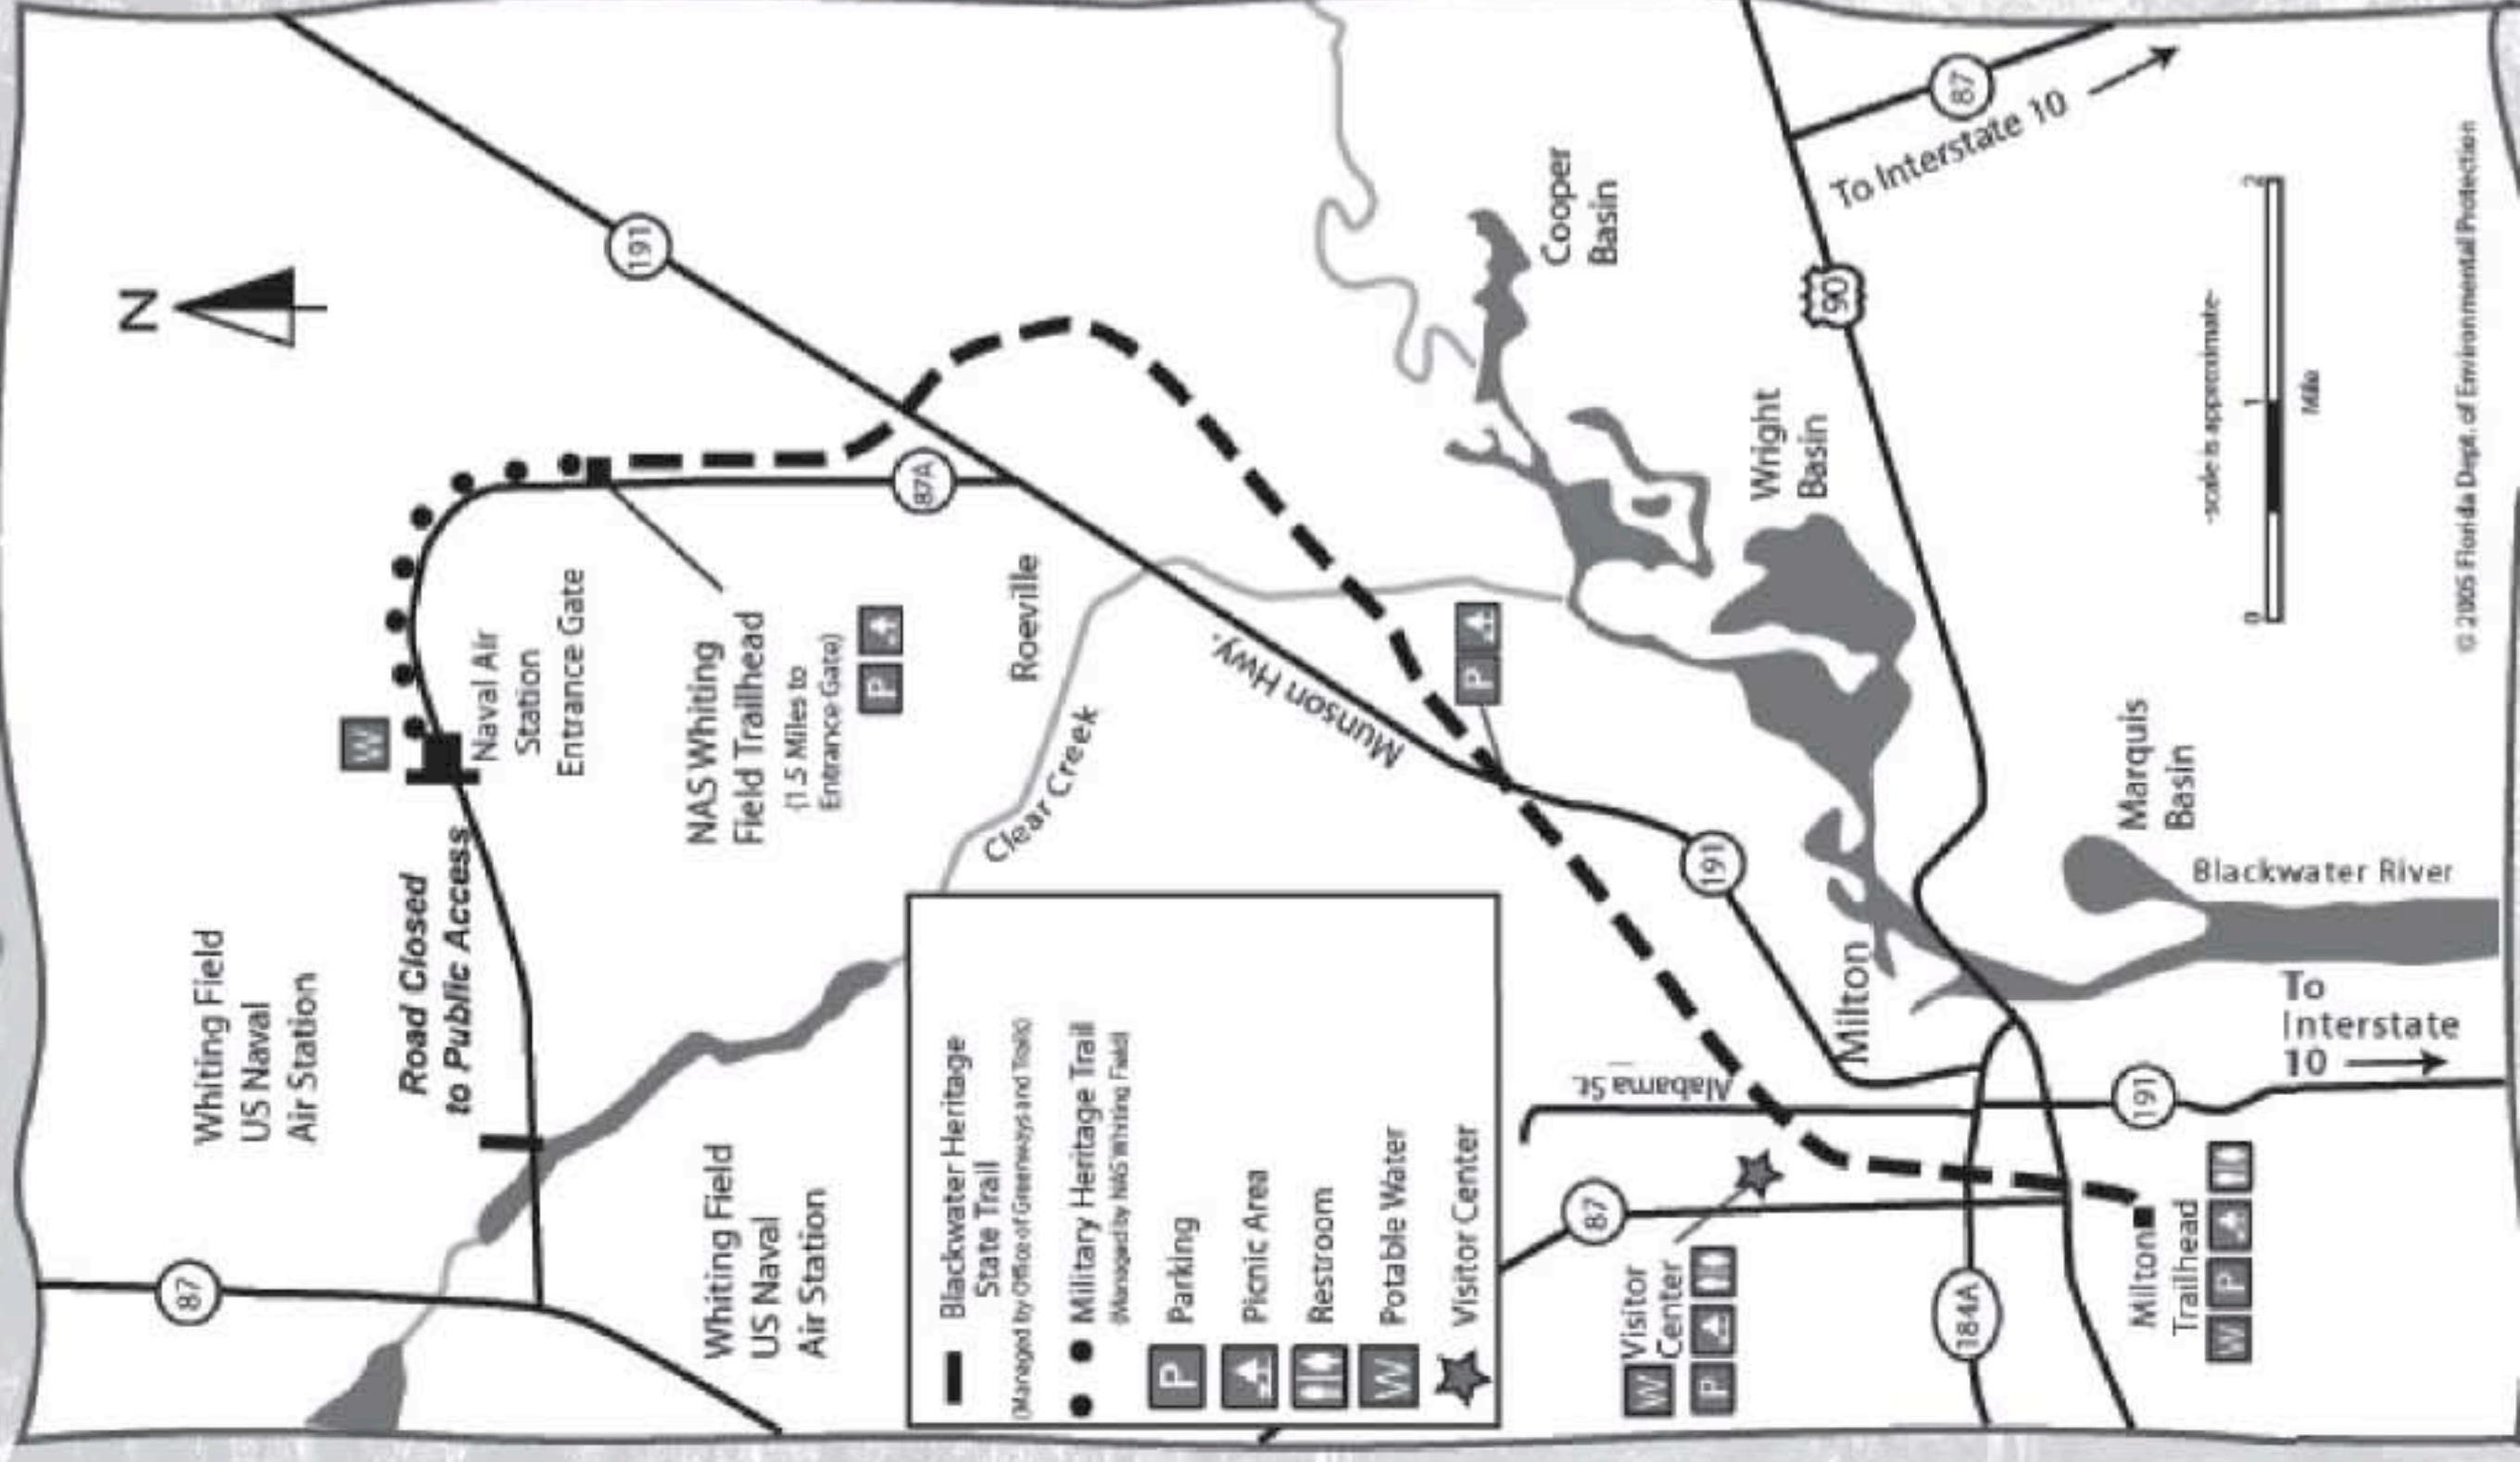 N
Whiting Field
US Naval
Air Station
Road Closed
to Public Access
W
Naval Air
Station
Entrance Gate
NAS Whiting
Field Trailhead
(1.5 Miles to
Entrance Gate)
P
87
191
87A
Roeville
Clear Creek
Munson Hwy.
Whiting Field
US Naval
Air Station
Blackwater Heritage
State Trail
(Managed by Office of Greenways and Trails)
Military Heritage Trail
(Managed by NAS Whiting Field)
P
Parking
Picnic Area
Restroom
W
Potable Water
Visitor Center
P
Cooper
Basin
Wright
Basin
191
Milton
Alabama St.
87
W
Visitor
Center
P
90
87
To Interstate 10
Marquis
Basin
Blackwater River
To
Interstate
10
191
184A
Milton
Trailhead
W P
-scale is approximate-
0 1 2
Mile
© 2005 Florida Dept. of Environmental Protection